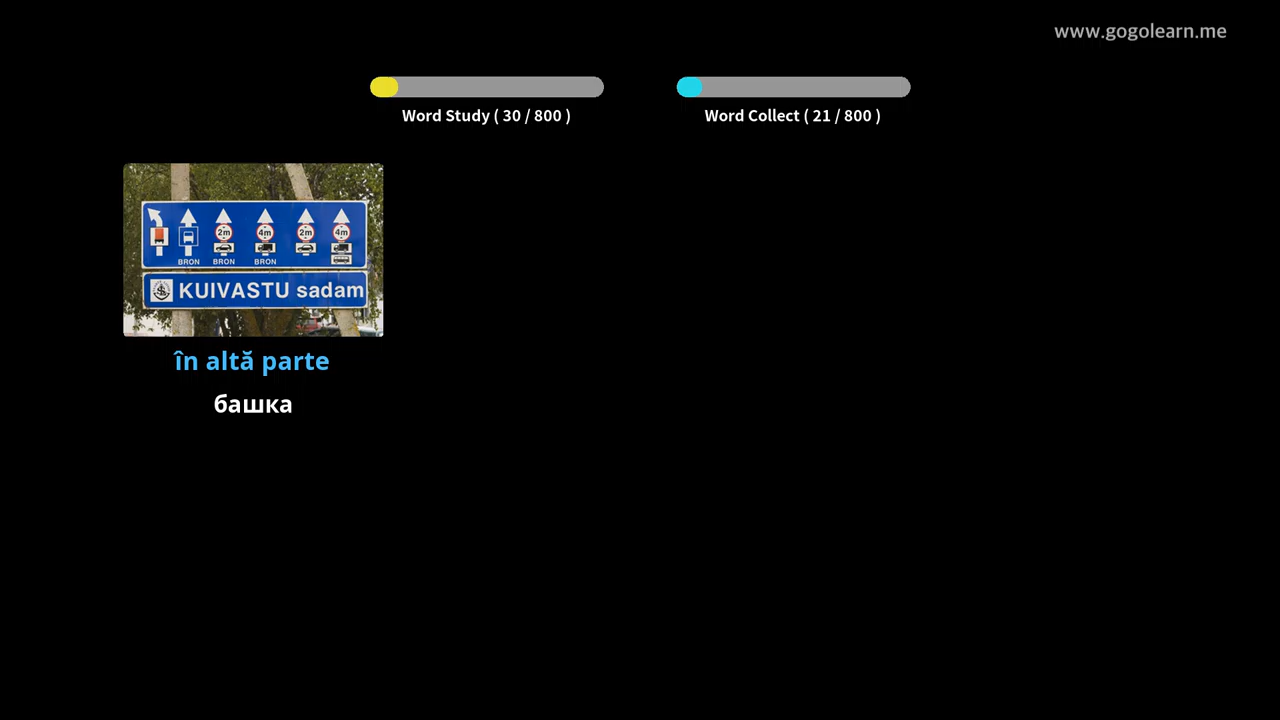 www.gogolearn.me
Word Study ( 30 / 800 )
Word Collect ( 21 / 800 )
2m 4m 2m 4m
BRON BRON BRON
KUIVASTU sadam
în altă parte
башка